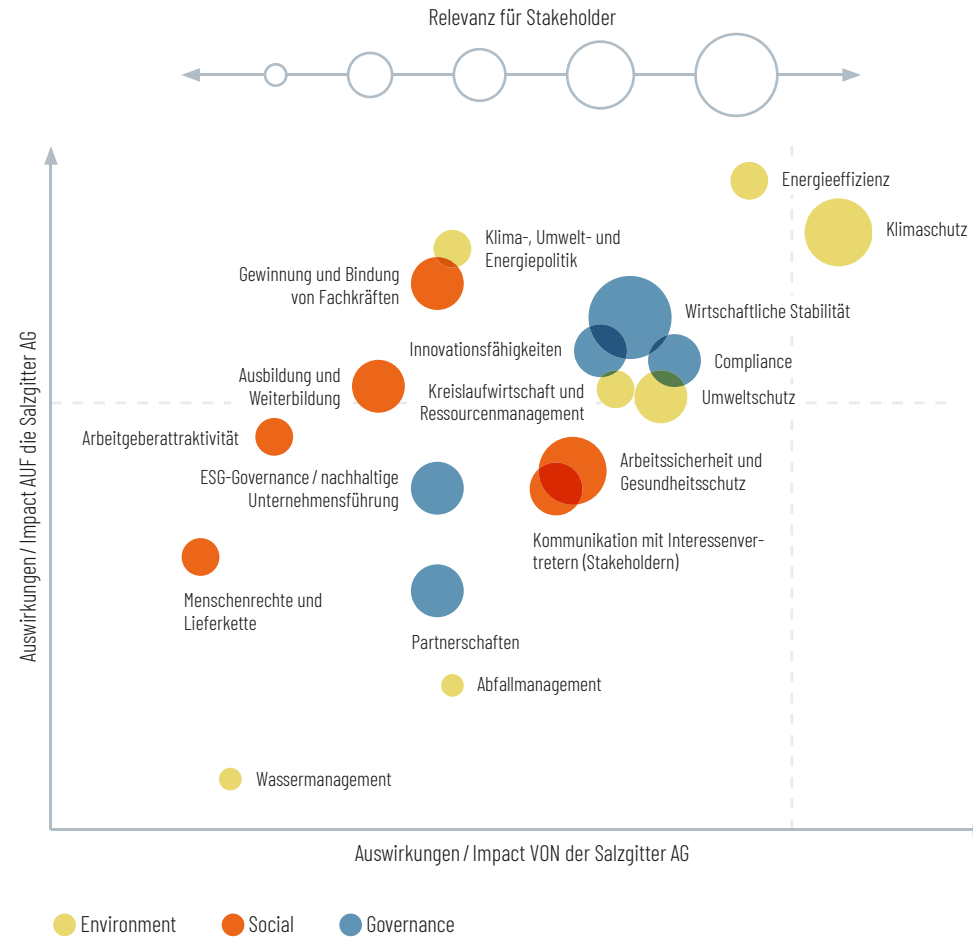 Relevanz für Stakeholder
Energieeffizienz
Klimaschutz
Klima-, Umwelt- und
Energiepolitik
Gewinnung und Bindung
von Fachkräften
Wirtschaftliche Stabilität
Innovationsfähigkeiten
Compliance
Ausbildung und
Weiterbildung
Kreislaufwirtschaft und
Ressourcenmanagement
Umweltschutz
Arbeitgeberattraktivität
ESG-Governance / nachhaltige
Unternehmensführung
Arbeitssicherheit und
Gesundheitsschutz
Kommunikation mit Interessenver-
tretern (Stakeholdern)
Menschenrechte und
Lieferkette
Partnerschaften
Abfallmanagement
Wassermanagement
Auswirkungen / Impact AUF die Salzgitter AG
Auswirkungen / Impact VON der Salzgitter AG
Environment
Social
Governance